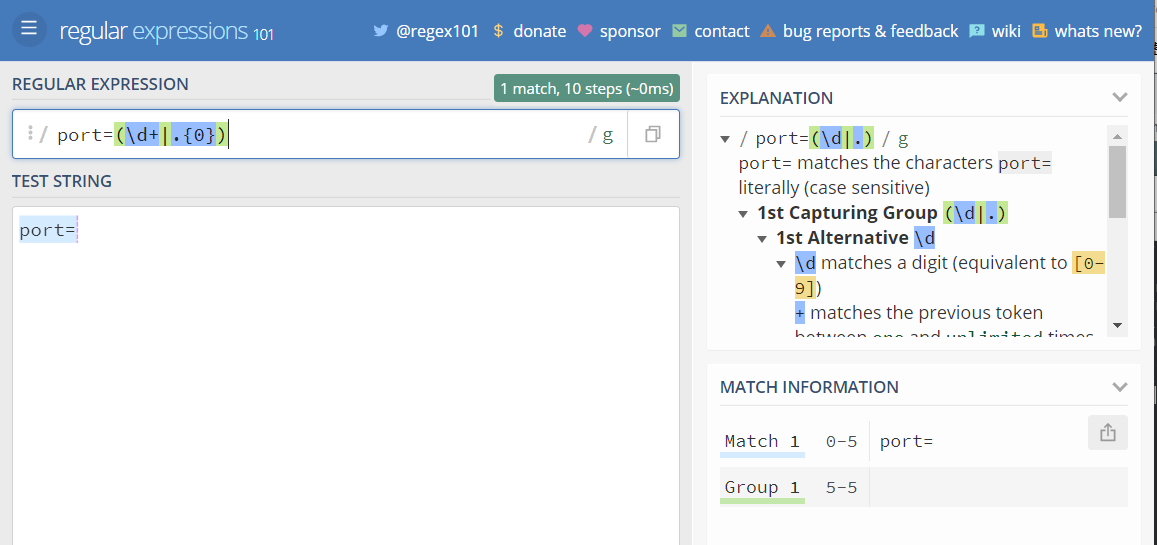 regular expressions 101
@regex101 $ donate sponsor contact bug reports & feedback wiki whats new?
REGULAR EXPRESSION
1 match, 10 steps (~0ms)
/ port=(\d+|.{0}) / g
TEST STRING
port=
EXPLANATION
/ port=(\d|.) / g
port= matches the characters port=
literally (case sensitive)
1st Capturing Group (\d|.)
1st Alternative \d
\d matches a digit (equivalent to [0-
9])
+ matches the previous token
between one and unlimited times
MATCH INFORMATION
Match 1 0-5 port=
Group 1 5-5